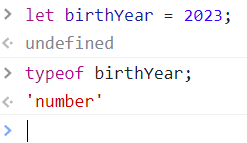 let birthYear = 2023;
undefined
typeof birthYear;
'number'